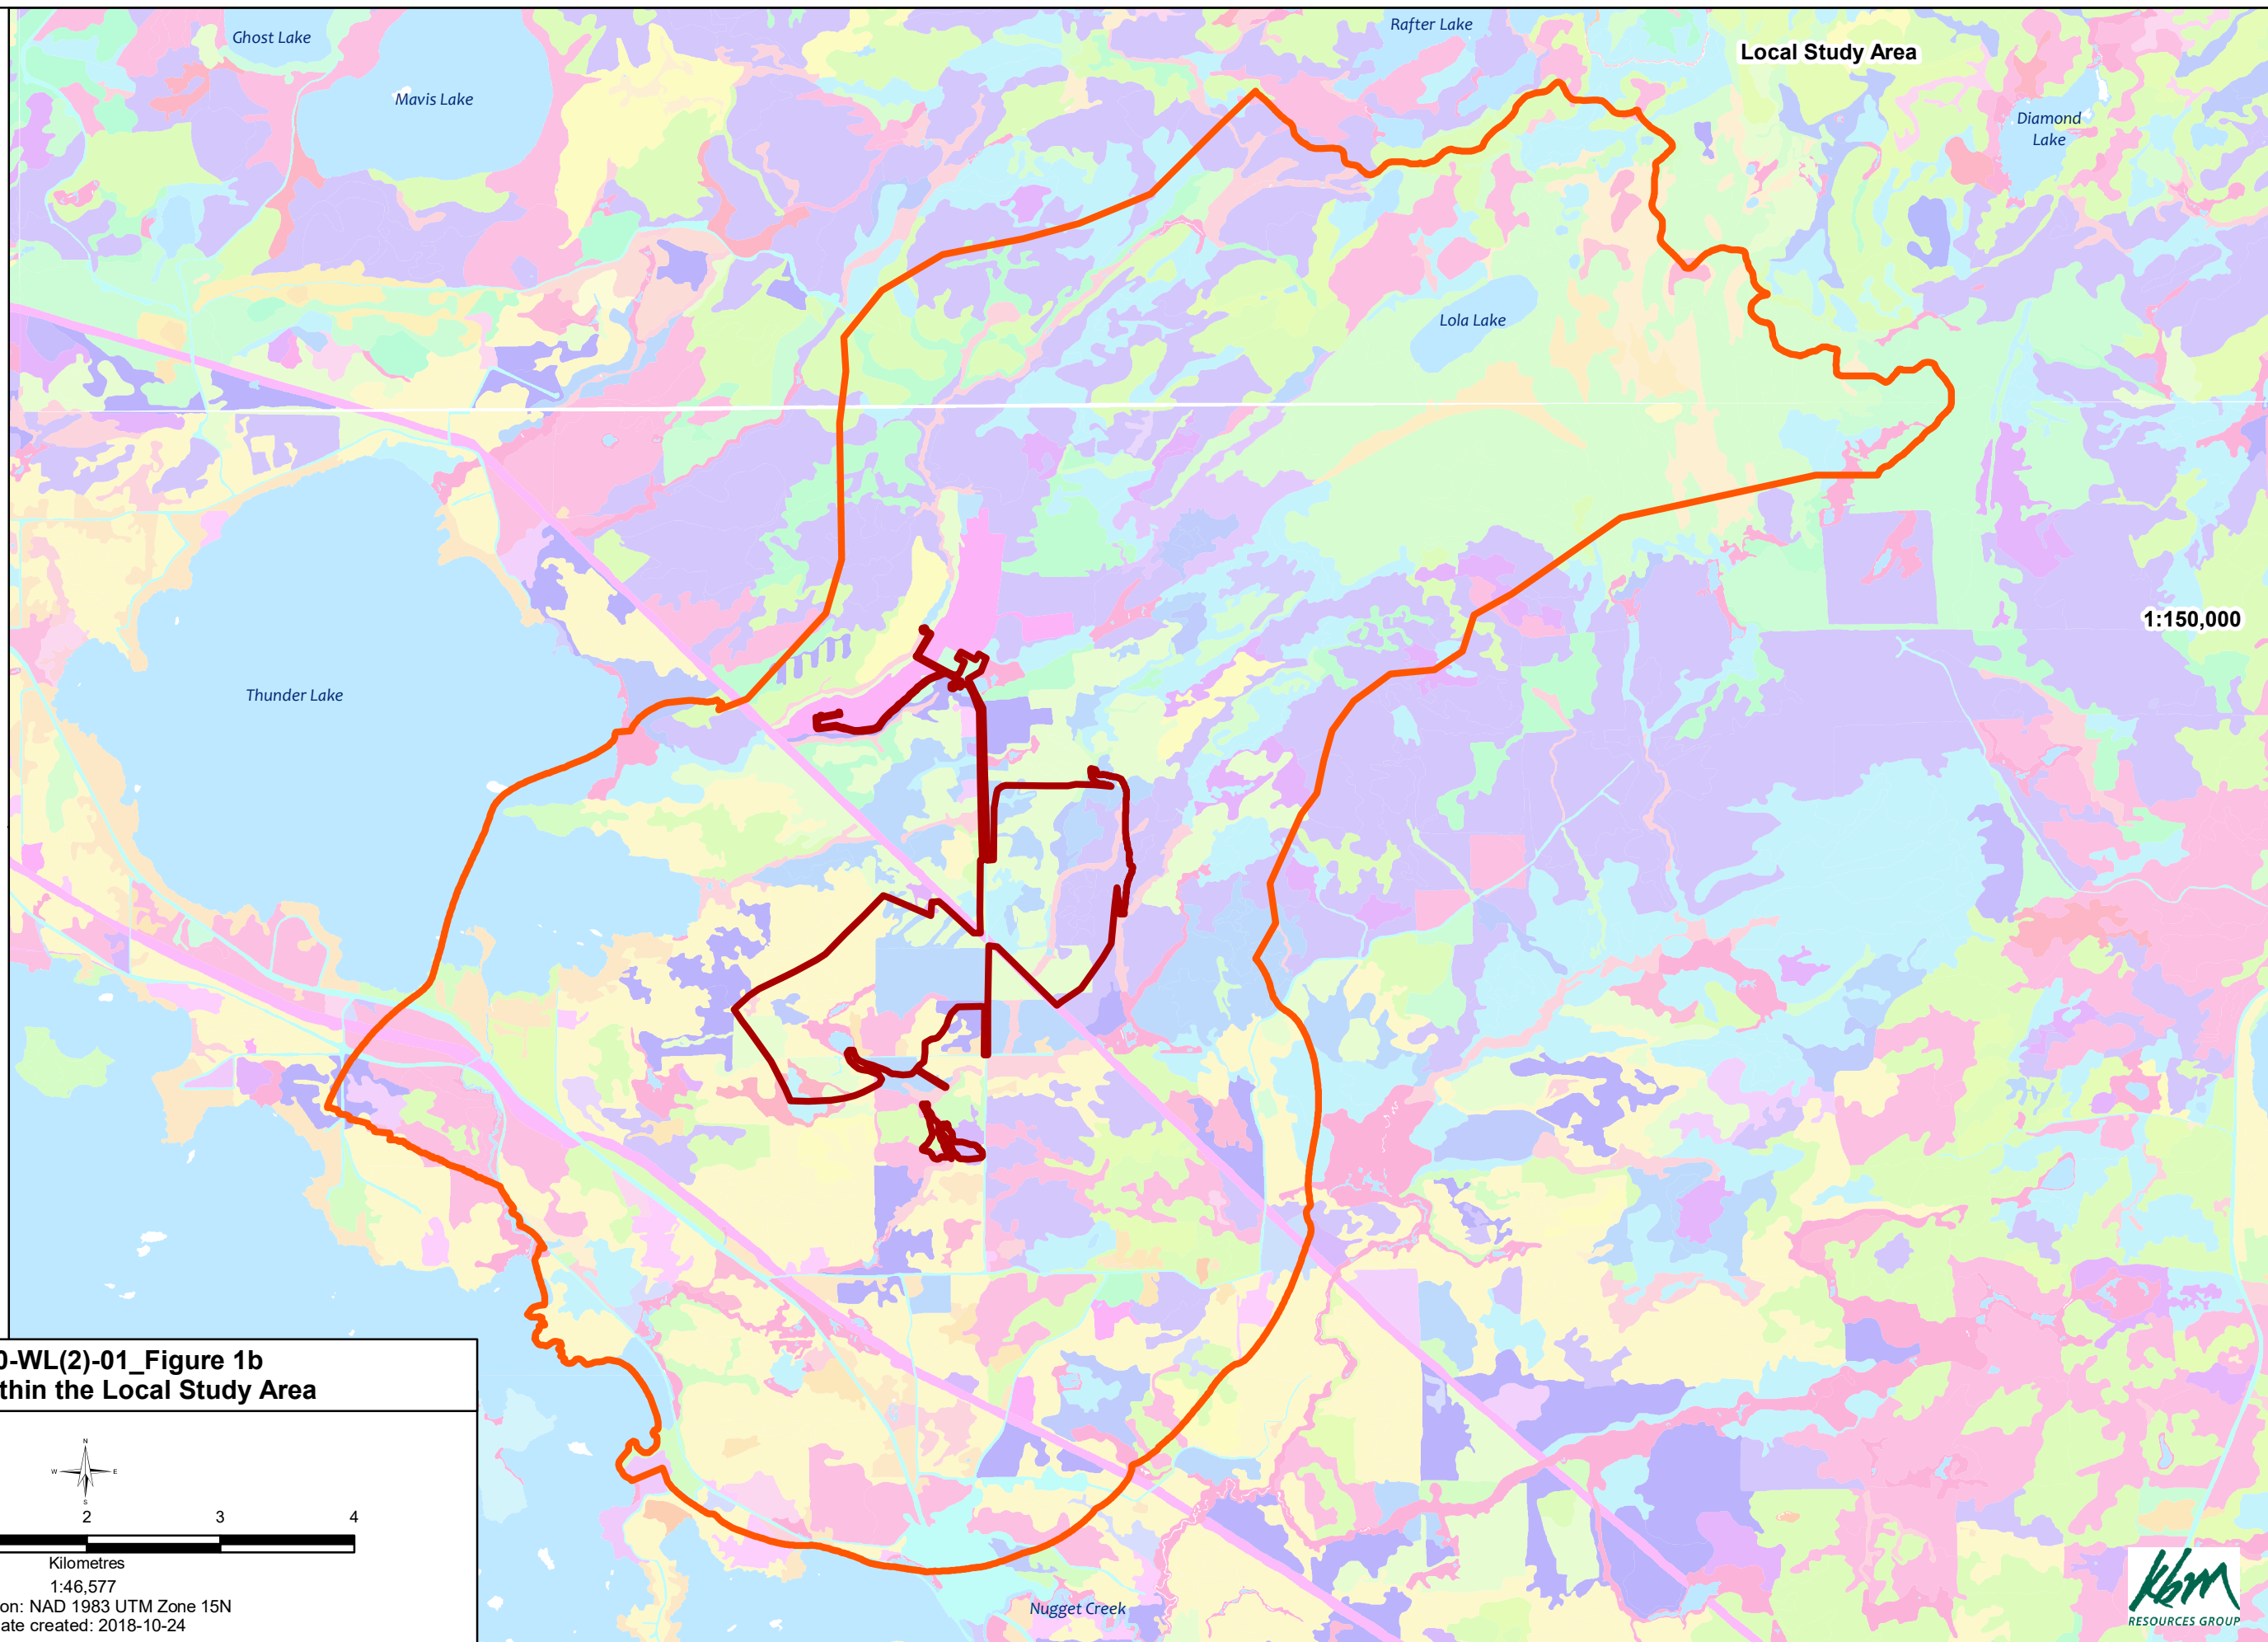 Ghost Lake
Mavis Lake
Rafter Lake
Local Study Area
Diamond
Lake
Lola Lake
1:150,000
Thunder Lake
0-WL(2)-01_Figure 1b
thin the Local Study Area
N
W E
S
2 3 4
Kilometres
1:46,577
on: NAD 1983 UTM Zone 15N
ate created: 2018-10-24
Nugget Creek
kbm
RESOURCES GROUP